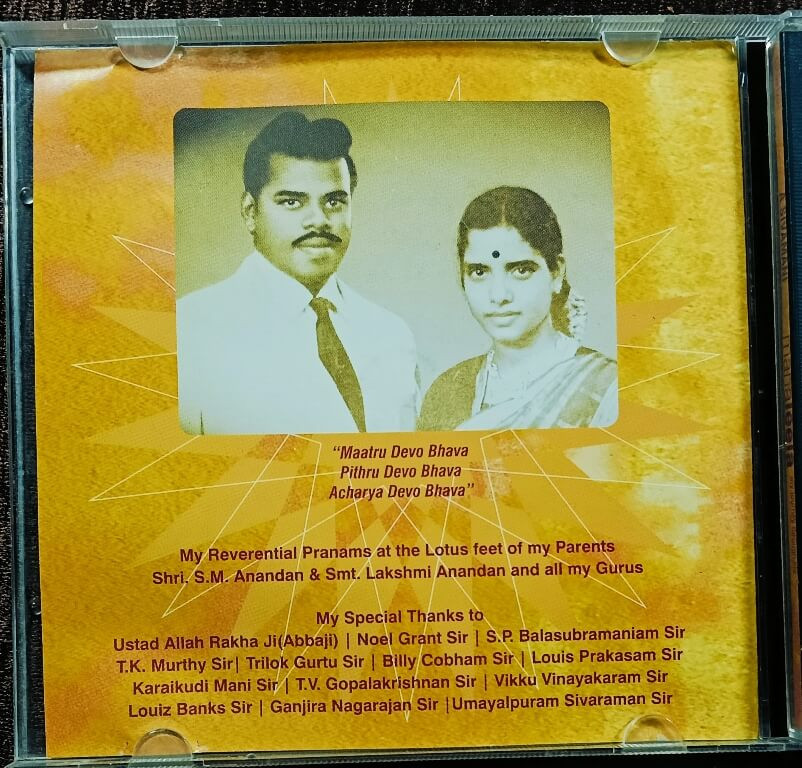 “Maatru Devo Bhava
Pithru Devo Bhava
Acharya Devo Bhava”
My Reverential Pranams at the Lotus feet of my Parents
Shri. S.M. Anandan & Smt. Lakshmi Anandan and all my Gurus
My Special Thanks to
Ustad Allah Rakha Ji(Abbaji) | Noel Grant Sir | S.P. Balasubramaniam Sir
T.K. Murthy Sir| Trilok Gurtu Sir | Billy Cobham Sir | Louis Prakasam Sir
Karaikudi Mani Sir | T.V. Gopalakrishnan Sir | Vikku Vinayakaram Sir
Louiz Banks Sir | Ganjira Nagarajan Sir |Umayalpuram Sivaraman Sir